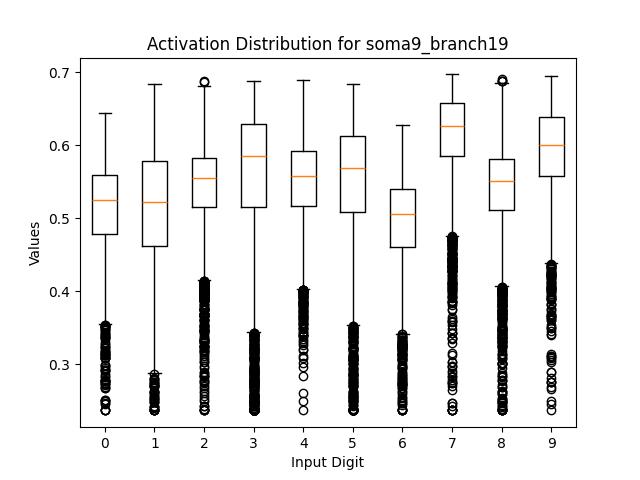 Activation Distribution for soma9_branch19
0.7
0.6
0.5
0.4
0.3
Values
0 1 2 3 4 5 6 7 8 9
Input Digit